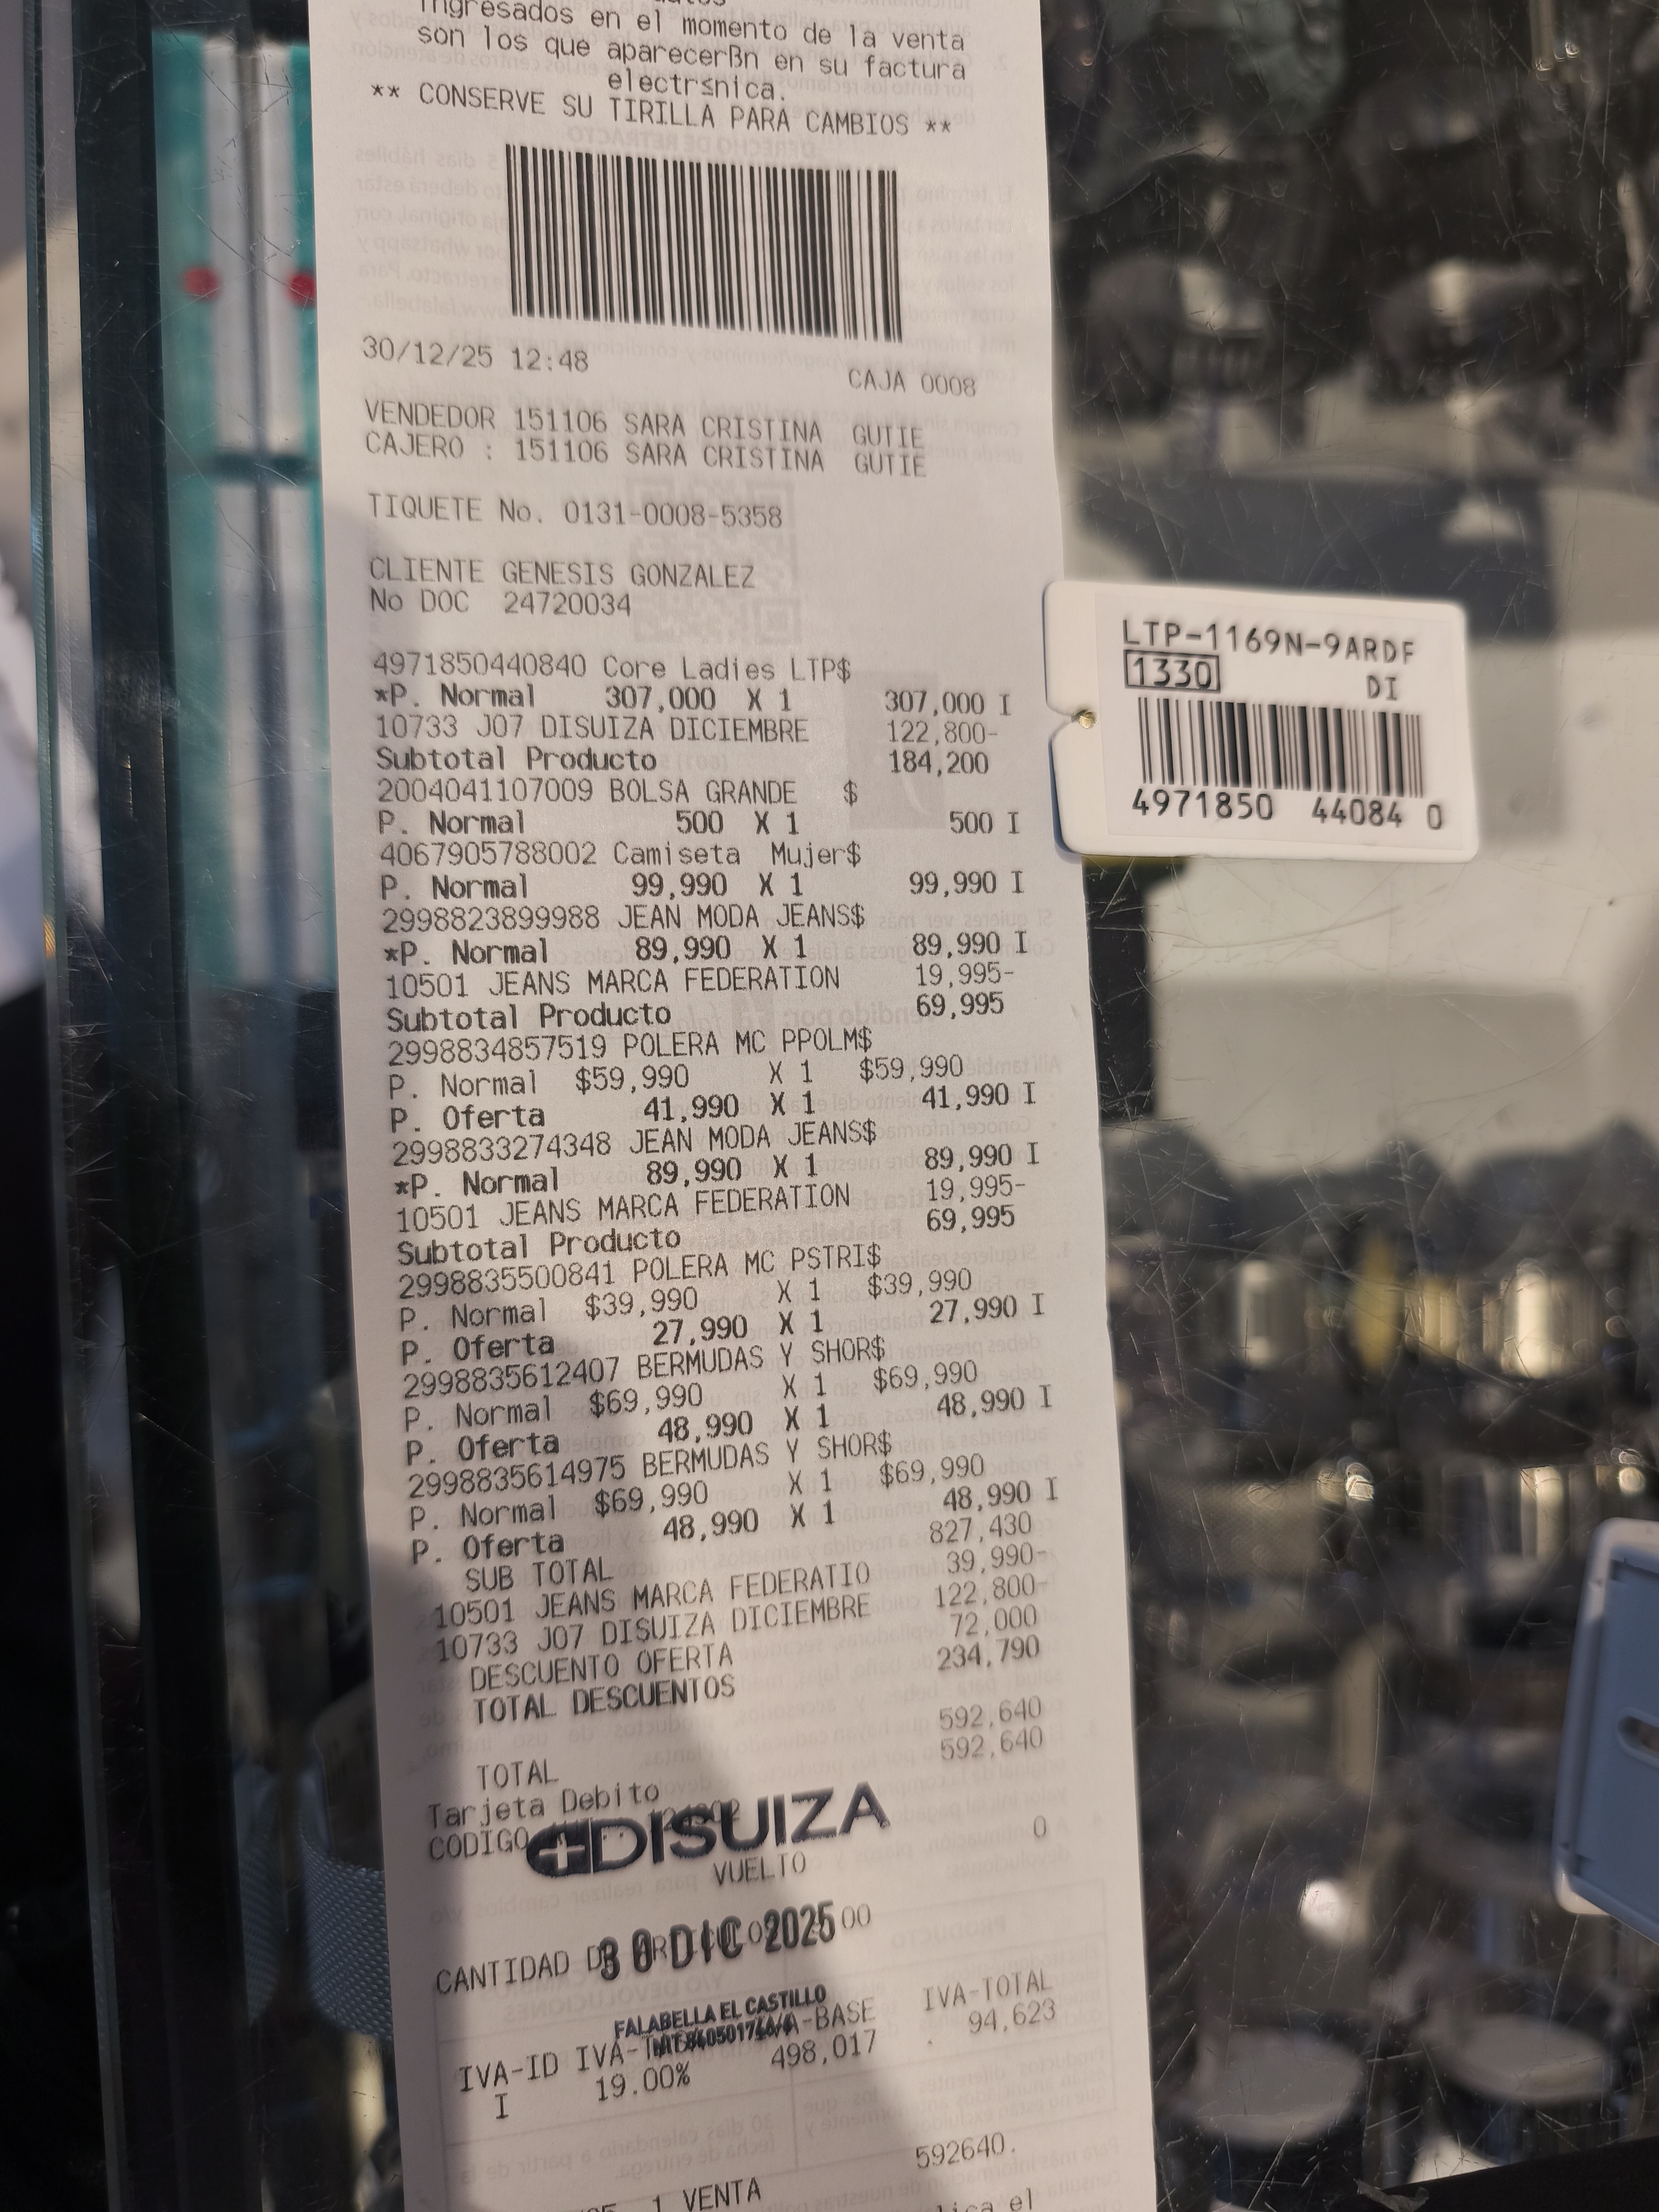 Ingresados en el momento de la venta
son los que aparecerßn en su factura
electr≤nica.
** CONSERVE SU TIRILLA PARA CAMBIOS **
30/12/25 12:48 CAJA 0008
VENDEDOR 151106 SARA CRISTINA GUTIE
CAJERO : 151106 SARA CRISTINA GUTIE
TIQUETE No. 0131-0008-5358
CLIENTE GENESIS GONZALEZ
No DOC 24720034
4971850440840 Core Ladies LTP$
*P. Normal 307,000 X 1 307,000 I
10733 J07 DISUIZA DICIEMBRE 122,800-
Subtotal Producto 184,200
2004041107009 BOLSA GRANDE $
P. Normal 500 X 1 500 I
4067905788002 Camiseta Mujer$
P. Normal 99,990 X 1 99,990 I
2998823899988 JEAN MODA JEANS$
*P. Normal 89,990 X 1 89,990 I
10501 JEANS MARCA FEDERATION 19,995-
Subtotal Producto 69,995
2998834857519 POLERA MC PPOLM$
P. Normal $59,990 X 1 $59,990
P. Oferta 41,990 X 1 41,990 I
2998833274348 JEAN MODA JEANS$
*P. Normal 89,990 X 1 89,990 I
10501 JEANS MARCA FEDERATION 19,995-
Subtotal Producto 69,995
2998835500841 POLERA MC PSTRI$
P. Normal $39,990 X 1 $39,990
P. Oferta 27,990 X 1 27,990 I
2998835612407 BERMUDAS Y SHOR$
P. Normal $69,990 X 1 $69,990
P. Oferta 48,990 X 1 48,990 I
2998835614975 BERMUDAS Y SHOR$
P. Normal $69,990 X 1 $69,990
P. Oferta 48,990 X 1 48,990 I
SUB TOTAL 827,430
10501 JEANS MARCA FEDERATIO 39,990-
10733 J07 DISUIZA DICIEMBRE 122,800-
DESCUENTO OFERTA 72,000
TOTAL DESCUENTOS 234,790
TOTAL 592,640
Tarjeta Debito 592,640
CODIGO
DISUIZA
VUELTO 0
CANTIDAD
30 DIC 2025
FALABELLA EL CASTILLO
IVA-ID IVA-BASE IVA-TOTAL
I 19.00% 498,017 94,623
592640.
1 VENTA
el
LTP-1169N-9ARDF
1330 DI
4971850 44084 0